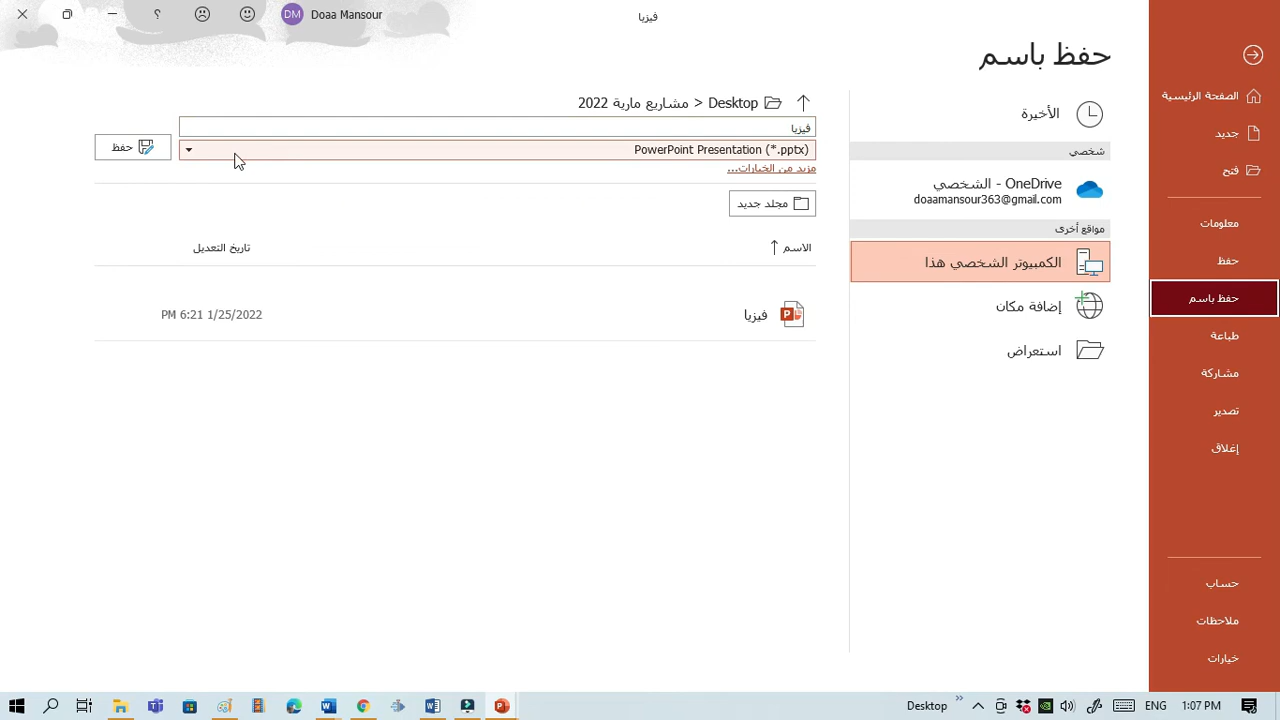 فيزيا
Doaa Mansour
DM
?
حفظ باسم
الصفحة الرئيسية
جديد
فتح
معلومات
حفظ
حفظ باسم
طباعة
مشاركة
تصدير
إغلاق
حساب
ملاحظات
خيارات
الأخيرة
شخصي
OneDrive - الشخصي
doaamansour363@gmail.com
مواقع أخرى
الكمبيوتر الشخصي هذا
إضافة مكان
استعراض
Desktop > مشاريع مارية 2022
فيزيا
PowerPoint Presentation (*.pptx)
حفظ
مزيد من الخيارات...
مجلد جديد
الاسم ↑ تاريخ التعديل
فيزيا 1/25/2022 6:21 PM
Desktop » ENG 1:07 PM